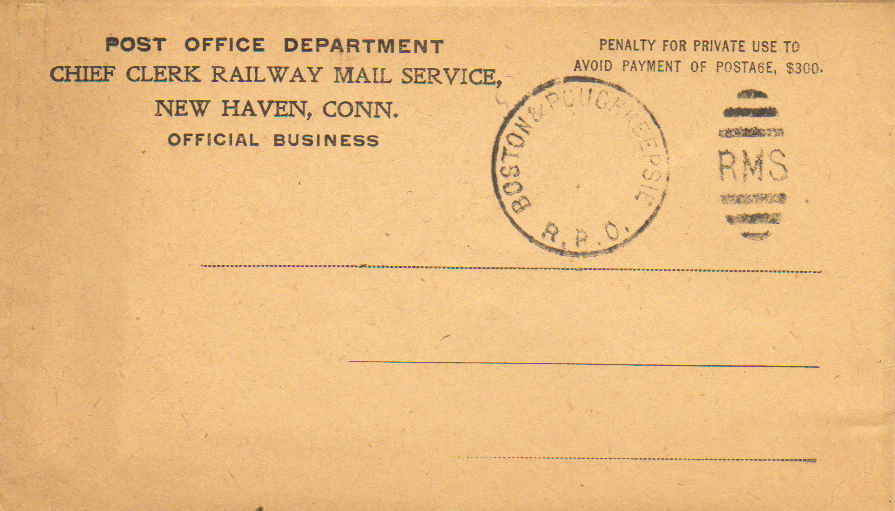 POST OFFICE DEPARTMENT
CHIEF CLERK RAILWAY MAIL SERVICE,
NEW HAVEN, CONN.
OFFICIAL BUSINESS
PENALTY FOR PRIVATE USE TO
AVOID PAYMENT OF POSTAGE, $300.
BOSTON & POUGHKEEPSIE
R.P.O.
RMS